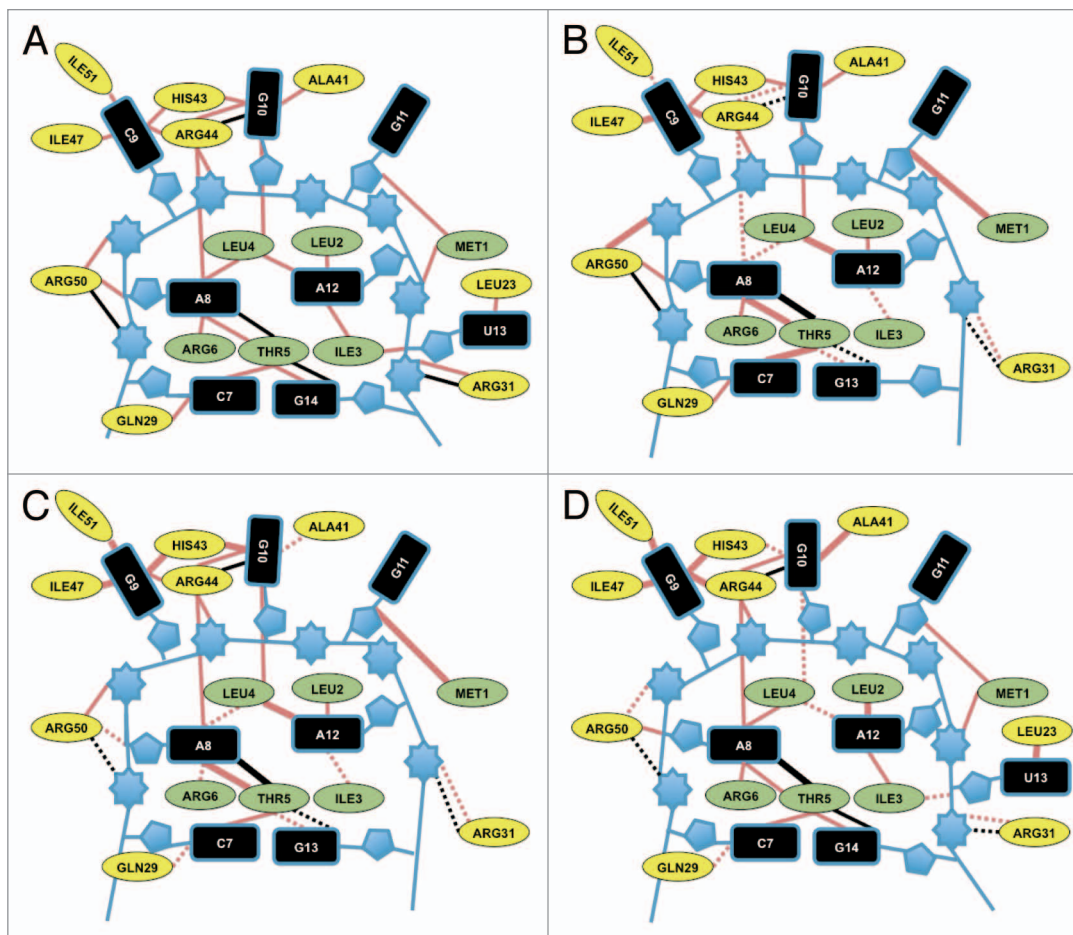 A
ILE51
HIS43
G10
ALA41
ILE47
C9
ARG44
G11
LEU4
LEU2
MET1
ARG50
A8
A12
LEU23
U13
ARG6
THR5
ILE3
ARG31
C7
G14
GLN29
B
ILE51
HIS43
G10
ALA41
ILE47
C9
ARG44
G11
LEU4
LEU2
MET1
ARG50
A8
A12
ARG6
THR5
ILE3
ARG31
C7
G13
GLN29
C
ILE51
HIS43
G10
ALA41
ILE47
G9
ARG44
G11
LEU4
LEU2
MET1
ARG50
A8
A12
ARG6
THR5
ILE3
ARG31
C7
G13
GLN29
D
ILE51
HIS43
G10
ALA41
ILE47
G9
ARG44
G11
LEU4
LEU2
MET1
ARG50
A8
A12
LEU23
U13
ARG6
THR5
ILE3
ARG31
C7
G14
GLN29